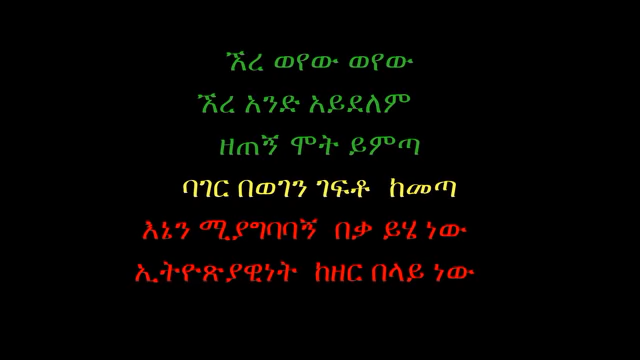 ኧረ ወየው ወየው
ኧረ አንድ አይደለም
ዘጠኝ ሞት ይምጣ
ባገር በወገን ገፍቶ ከመጣ
እኔን ሚያግባባኝ በቃ ይሄ ነው
ኢትዮጵያዊነት ከዘር በላይ ነው